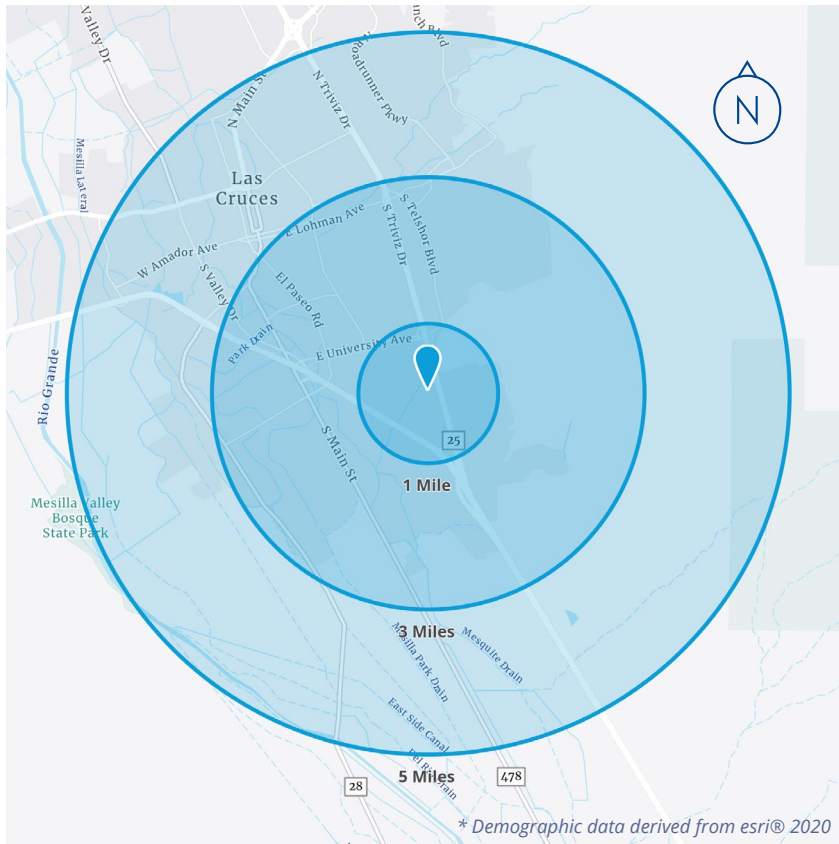 Valley Dr
N Main St
N Triviz Dr
Roadrunner Pkwy
N
Mesilla Lateral
Las
Cruces
E Lohman Ave
S Triviz Dr
S Telshor Blvd
W Amador Ave
S Valley Dr
El Paseo Rd
Park Drain
E University Ave
Rio Grande
25
S Main St
1 Mile
Mesilla Valley
Bosque
State Park
3 Miles
Mesilla Park Drain
Mesquite Drain
East Side Canal
Del Rio Drain
5 Miles
28
478
* Demographic data derived from esri® 2020